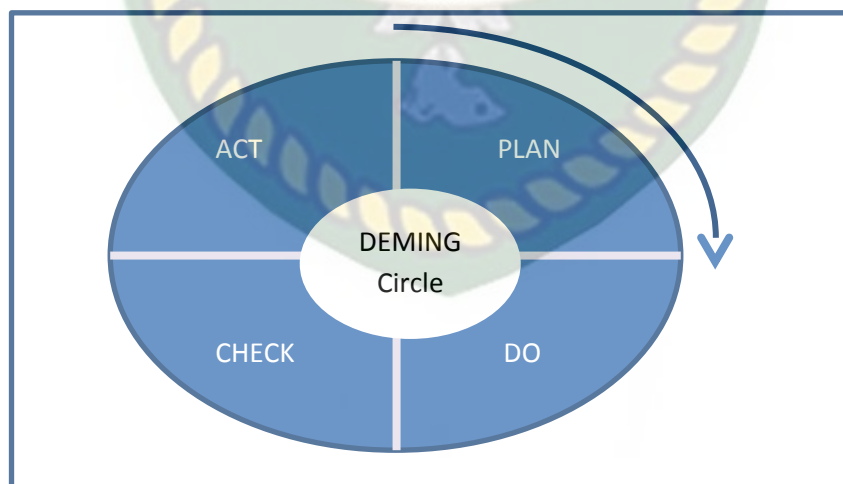 ACT
PLAN
DEMING
Circle
CHECK
DO